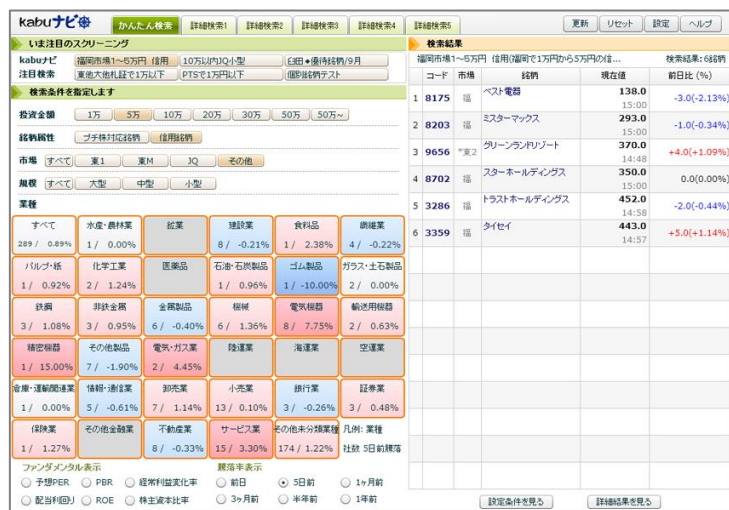 kabuナビ かんたん検索 詳細検索1 詳細検索2 詳細検索3 詳細検索4 詳細検索5 更新 リセット 設定 ヘルプ
いま注目のスクリーニング
kabuナビ 注目検索
福岡市場1～5万円 信用 10万以内JQ小型 臼田◆優待銘柄/9月
東他大他札証で1万以下 PTSで1万円以下 個別銘柄テスト
検索条件を指定します
投資金額 1万 5万 10万 20万 30万 50万 50万～
銘柄属性 プチ株対応銘柄 信用銘柄
市場 すべて 東1 東M JQ その他
規模 すべて 大型 中型 小型
業種
すべて 水産・農林業 鉱業 建設業 食料品 繊維業
289 / 0.89% 1 / 0.00% 8 / -0.21% 1 / 2.38% 4 / -0.22%
パルプ・紙 化学工業 医薬品 石油・石炭製品 ゴム製品 ガラス・土石製品
1 / 0.92% 2 / 1.24% 1 / 0.96% 1 / -10.00% 2 / 0.00%
鉄鋼 非鉄金属 金属製品 機械 電気機器 輸送用機器
3 / 1.08% 3 / 0.95% 6 / -0.40% 6 / 1.36% 8 / 7.75% 2 / 0.63%
精密機器 その他製品 電気・ガス業 陸運業 海運業 空運業
1 / 15.00% 7 / -1.90% 2 / 4.45%
倉庫・運輸関連業 情報・通信業 卸売業 小売業 銀行業 証券業
1 / 0.00% 5 / -0.61% 7 / 1.14% 13 / 0.10% 3 / -0.26% 3 / 0.48%
保険業 その他金融業 不動産業 サービス業 その他未分類業種 凡例: 業種
1 / 1.27% 8 / -0.33% 15 / 3.30% 174 / 1.22% 社数 5日前騰落
ファンダメンタル表示
予想PER PBR 経常利益変化率
配当利回り ROE 株主資本比率
騰落率表示
前日 5日前 1ヶ月前
3ヶ月前 半年前 1年前
検索結果
福岡市場1～5万円 信用(福岡で1万円から5万円の信... 検索結果:6銘柄
コード 市場 銘柄 現在値 前日比 (%)
1 8175 福 ベスト電器 138.0 15:00 -3.0(-2.13%)
2 8203 福 ミスターマックス 293.0 15:00 -1.0(-0.34%)
3 9656 *東2 グリーンランドリゾート 370.0 14:48 +4.0(+1.09%)
4 8702 福 スターホールディングス 350.0 15:00 0.0(0.00%)
5 3286 福 トラストホールディングス 452.0 14:58 -2.0(-0.44%)
6 3359 福 タイセイ 443.0 14:57 +5.0(+1.14%)
設定条件を見る 詳細結果を見る